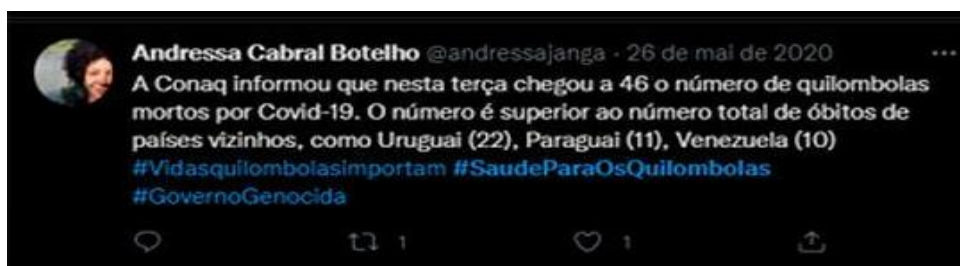 Andressa Cabral Botelho @andressajanga · 26 de mai de 2020 ...
A Conaq informou que nesta terça chegou a 46 o número de quilombolas
mortos por Covid-19. O número é superior ao número total de óbitos de
países vizinhos, como Uruguai (22), Paraguai (11), Venezuela (10)
#Vidasquilombolasimportam #SaudeParaOsQuilombolas
#GovernoGenocida
1 1